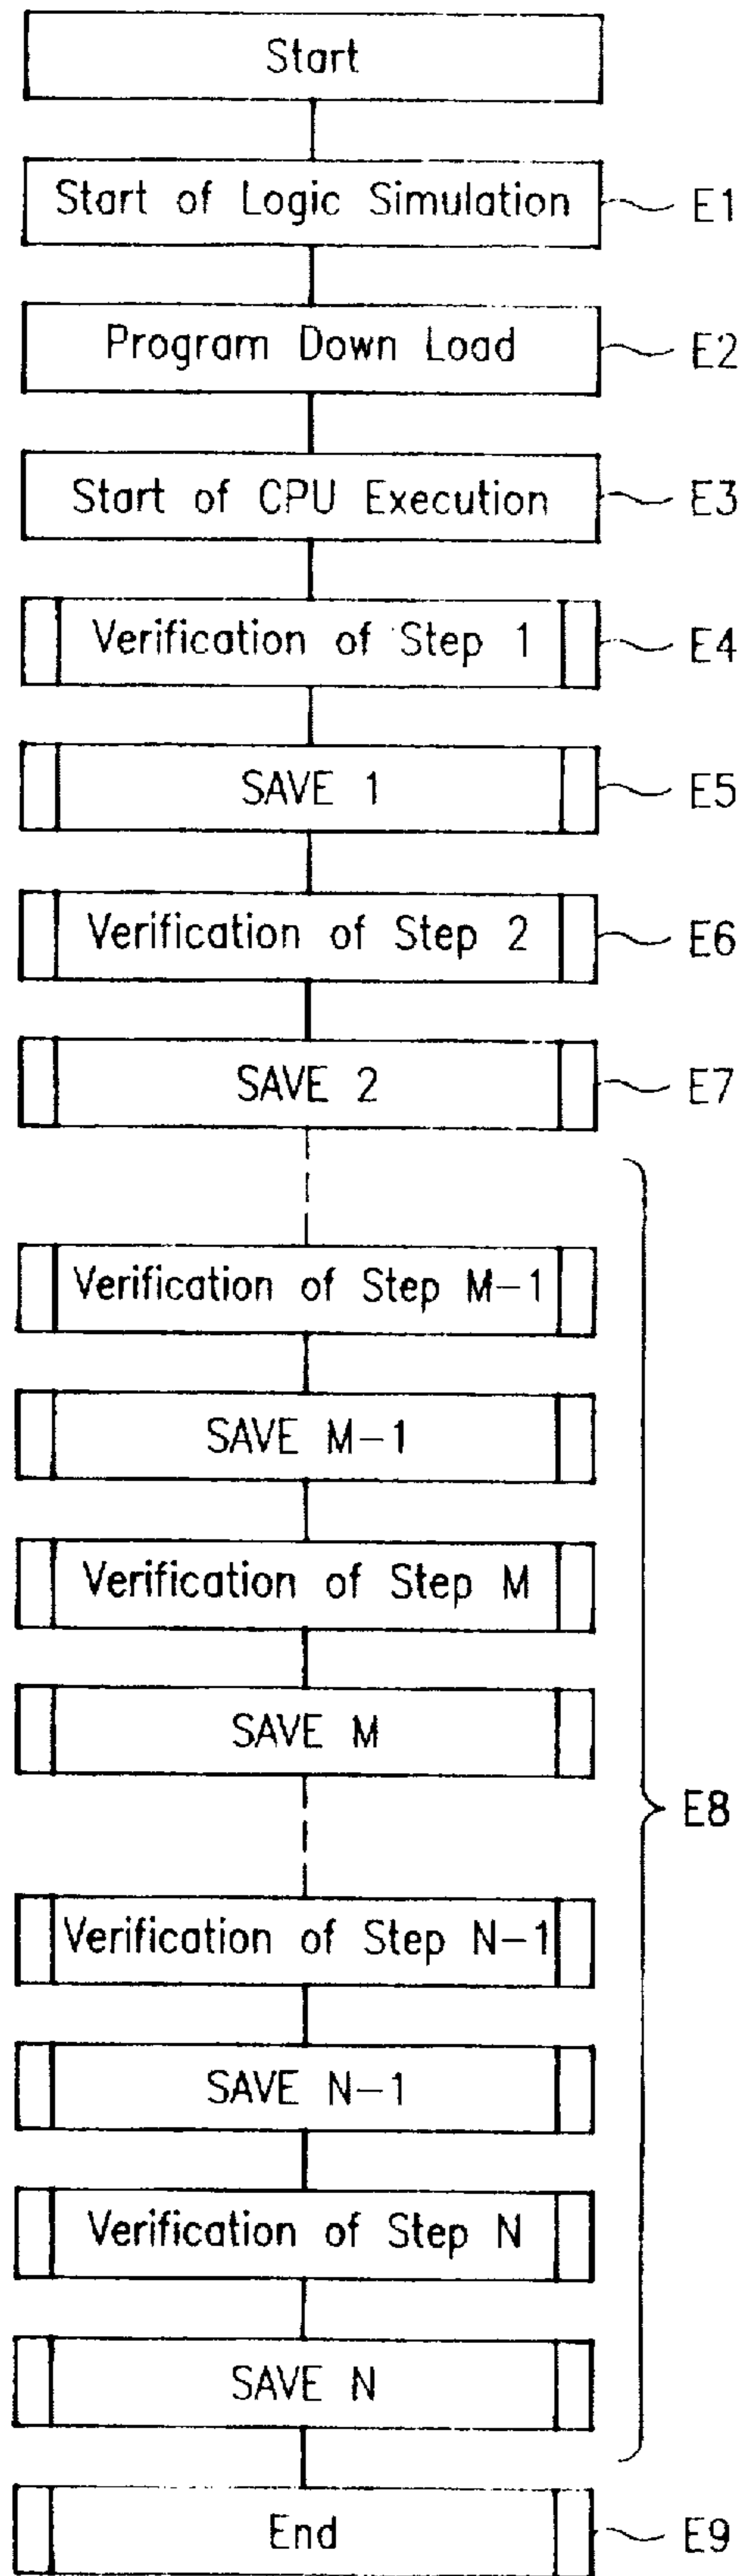 Start
Start of Logic Simulation E1
Program Down Load E2
Start of CPU Execution E3
Verification of Step 1 E4
SAVE 1 E5
Verification of Step 2 E6
SAVE 2 E7
Verification of Step M-1
SAVE M-1
Verification of Step M
SAVE M
E8
Verification of Step N-1
SAVE N-1
Verification of Step N
SAVE N
End E9